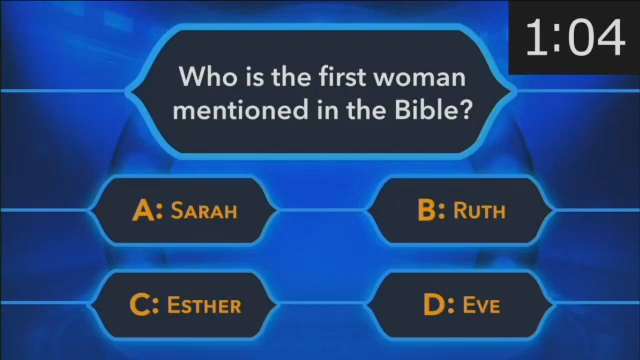 1:04
Who is the first woman
mentioned in the Bible?
A: SARAH
B: RUTH
C: ESTHER
D: EVE